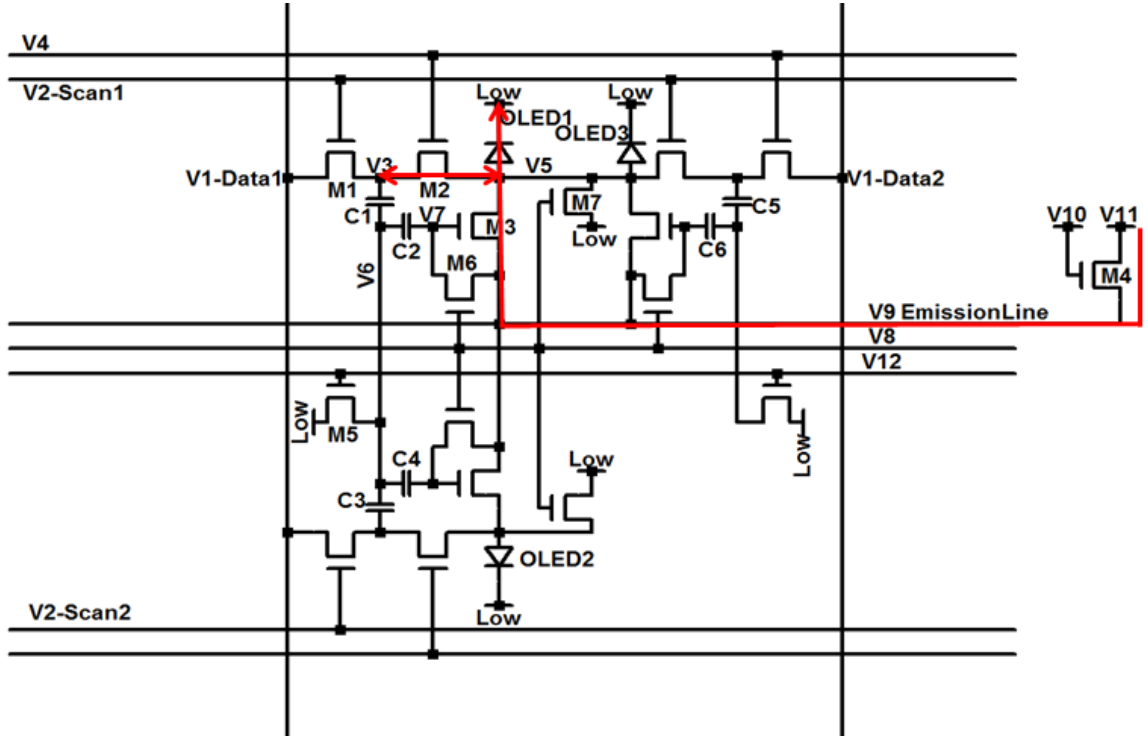 V4
V2-Scan1
Low
Low
OLED1
OLED3
V3
V5
V1-Data1
M1
M2
M7
V1-Data2
C1
V7
M3
C5
C2
Low
C6
V10
V11
V6
M6
M4
V9 EmissionLine
V8
V12
Low
M5
Low
C4
Low
C3
OLED2
V2-Scan2
Low